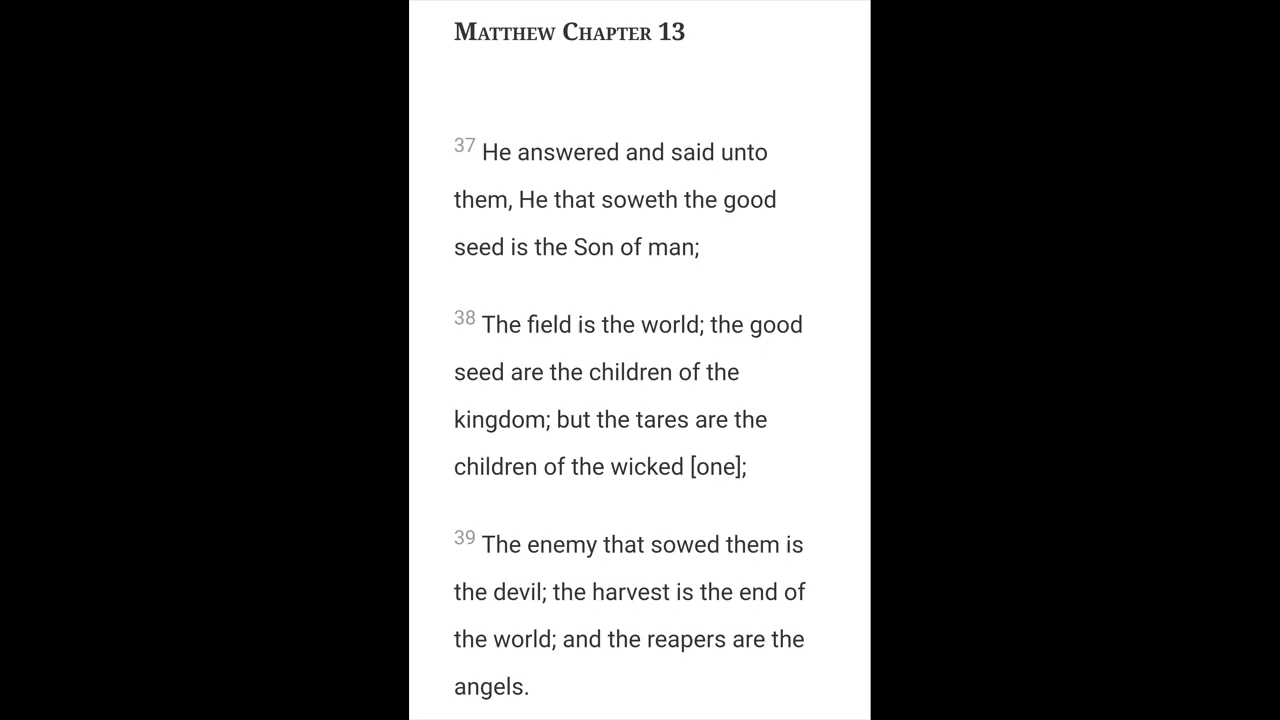 Matthew Chapter 13
37 He answered and said unto
them, He that soweth the good
seed is the Son of man;
38 The field is the world; the good
seed are the children of the
kingdom; but the tares are the
children of the wicked [one];
39 The enemy that sowed them is
the devil; the harvest is the end of
the world; and the reapers are the
angels.